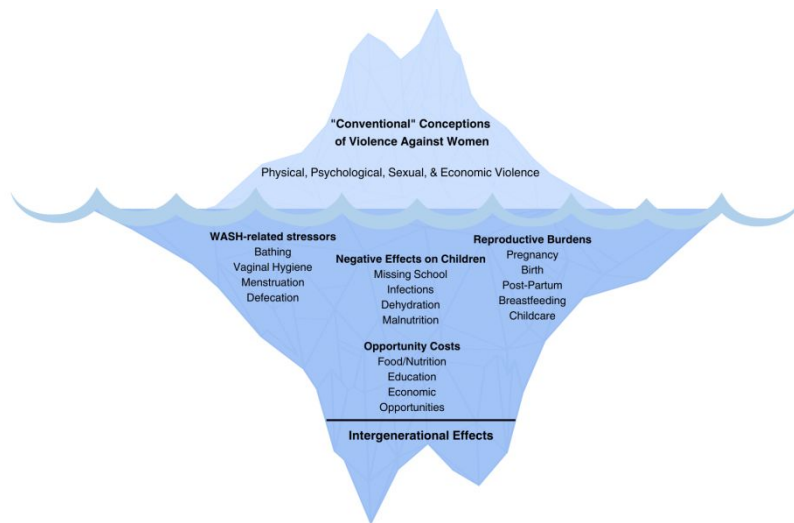 "Conventional" Conceptions
of Violence Against Women
Physical, Psychological, Sexual, & Economic Violence
WASH-related stressors
Bathing
Vaginal Hygiene
Menstruation
Defecation
Negative Effects on Children
Missing School
Infections
Dehydration
Malnutrition
Reproductive Burdens
Pregnancy
Birth
Post-Partum
Breastfeeding
Childcare
Opportunity Costs
Food/Nutrition
Education
Economic
Opportunities
Intergenerational Effects